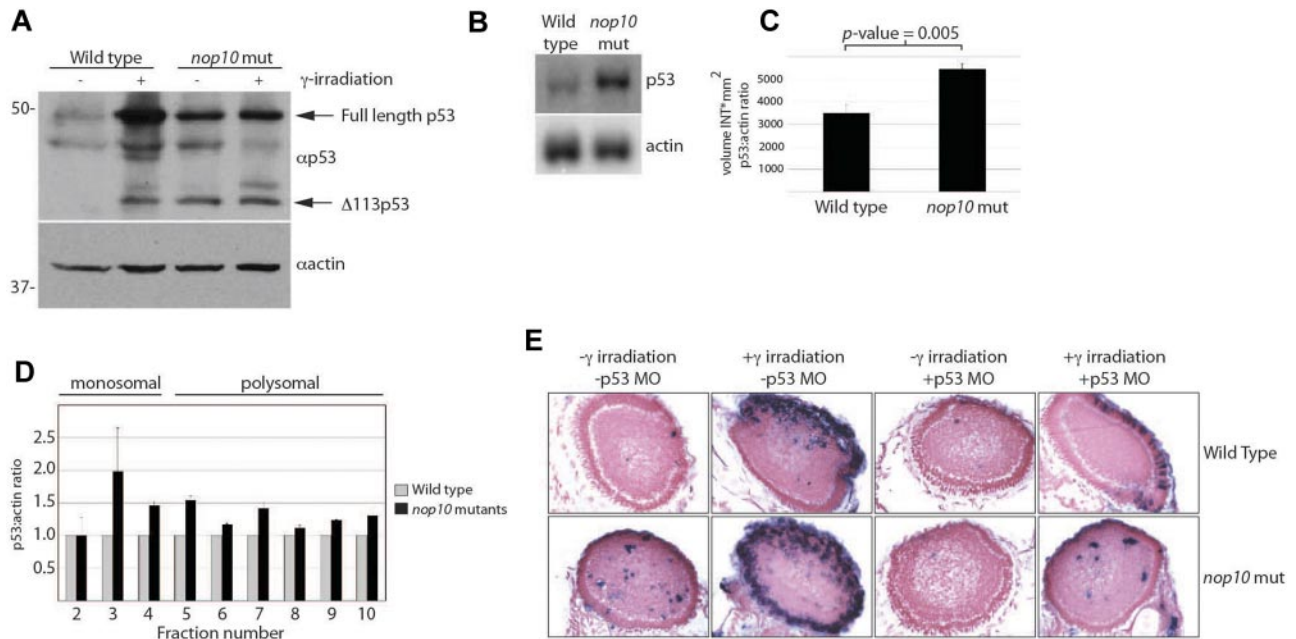 A
Wild type nop10 mut
- + - + γ-irradiation
50-
Full length p53
αp53
Δ113p53
αactin
37-
B
Wild type nop10 mut
p53
actin
C
p-value = 0.005
volume INT*mm2
p53:actin ratio
5000
4000
3000
2000
1000
Wild type nop10 mut
D
monosomal polysomal
p53:actin ratio
2.5
2.0
1.5
1.0
0.5
2 3 4 5 6 7 8 9 10
Fraction number
Wild type
nop10 mutants
E
-γ irradiation +γ irradiation -γ irradiation +γ irradiation
-p53 MO -p53 MO +p53 MO +p53 MO
Wild Type
nop10 mut